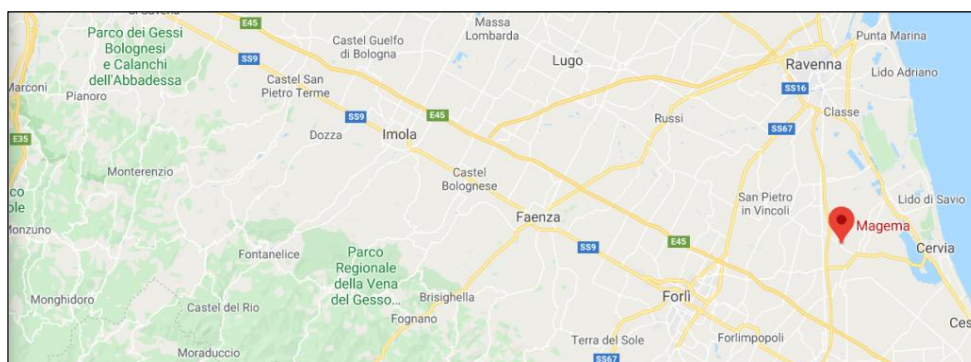 E45
Parco dei Gessi
Bolognesi
e Calanchi
dell'Abbadessa
SS9
Castel Guelfo
di Bologna
Massa
Lombarda
Lugo
Punta Marina
Ravenna
Lido Adriano
SS16
Classe
Marconi
Pianoro
Castel San
Pietro Terme
E45
SS9
Dozza
Imola
Russi
SS67
E35
Monterenzio
Castel
Bolognese
San Pietro
in Vincoli
Lido di Savio
Magema
Faenza
Monzuno
Fontanelice
Parco
Regionale
della Vena
del Gesso...
SS9
E45
Cervia
Brisighella
Forlì
Monghidoro
Castel del Rio
Fognano
Moraduccio
Terra del Sole
Forlimpopoli
SS67